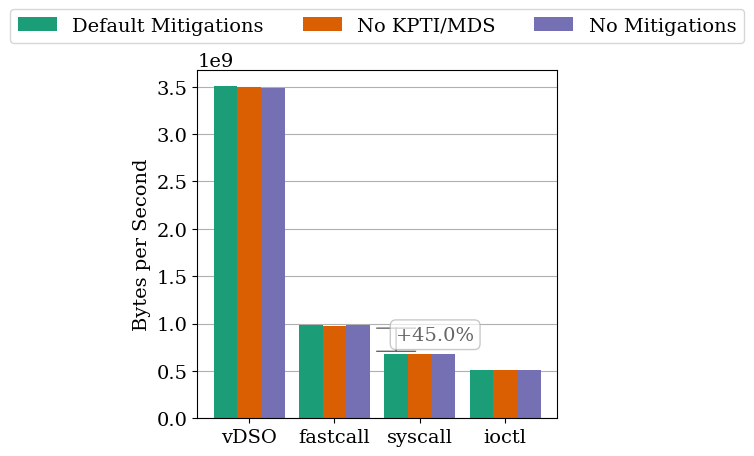 Default Mitigations No KPTI/MDS No Mitigations
1e9
3.5
3.0
2.5
2.0
1.5
1.0
0.5
0.0
Bytes per Second
+45.0%
vDSO fastcall syscall ioctl